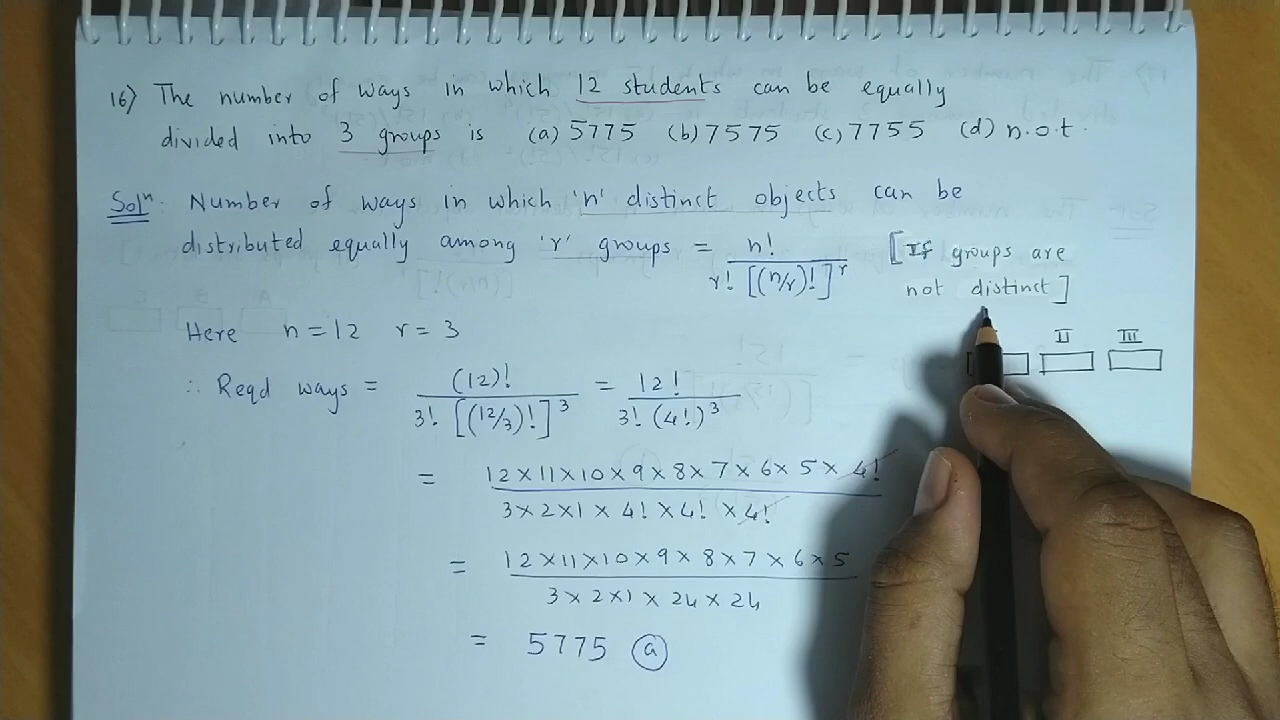 16) The number of ways in which 12 students can be equally
divided into 3 groups is (a) 5775 (b) 7575 (c) 7755 (d) n.o.t.
Solⁿ: Number of ways in which 'n' distinct objects can be
distributed equally among 'r' groups = n! / r! [(n/r)!]^r [If groups are
not distinct]
Here n = 12 r = 3
II III
∴ Reqd ways = (12)! / 3! [(12/3)!]^3 = 12! / 3! (4!)^3
= 12 × 11 × 10 × 9 × 8 × 7 × 6 × 5 × 4! / 3 × 2 × 1 × 4! × 4! × 4!
= 12 × 11 × 10 × 9 × 8 × 7 × 6 × 5 / 3 × 2 × 1 × 24 × 24
= 5775 (a)